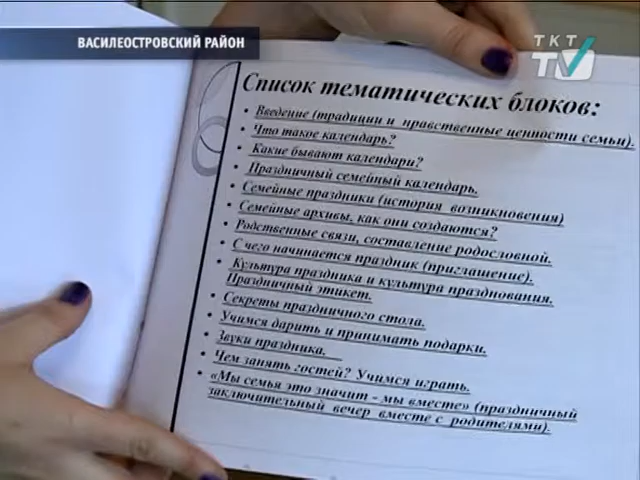 ВАСИЛЕОСТРОВСКИЙ РАЙОН
ТКТ
TV
Список тематических блоков:
• Введение (традиции и нравственные ценности семьи).
• Что такое календарь?
• Какие бывают календари?
• Праздничный семейный календарь.
• Семейные праздники (история возникновения)
• Семейные архивы, как они создаются?
• Родственные связи, составление родословной.
• С чего начинается праздник (приглашение).
• Культура праздника и культура празднования.
Праздничный этикет.
• Секреты праздничного стола.
• Учимся дарить и принимать подарки.
• Звуки праздника.
• Чем занять гостей? Учимся играть.
• «Мы семья это значит - мы вместе» (праздничный
заключительный вечер вместе с родителями).